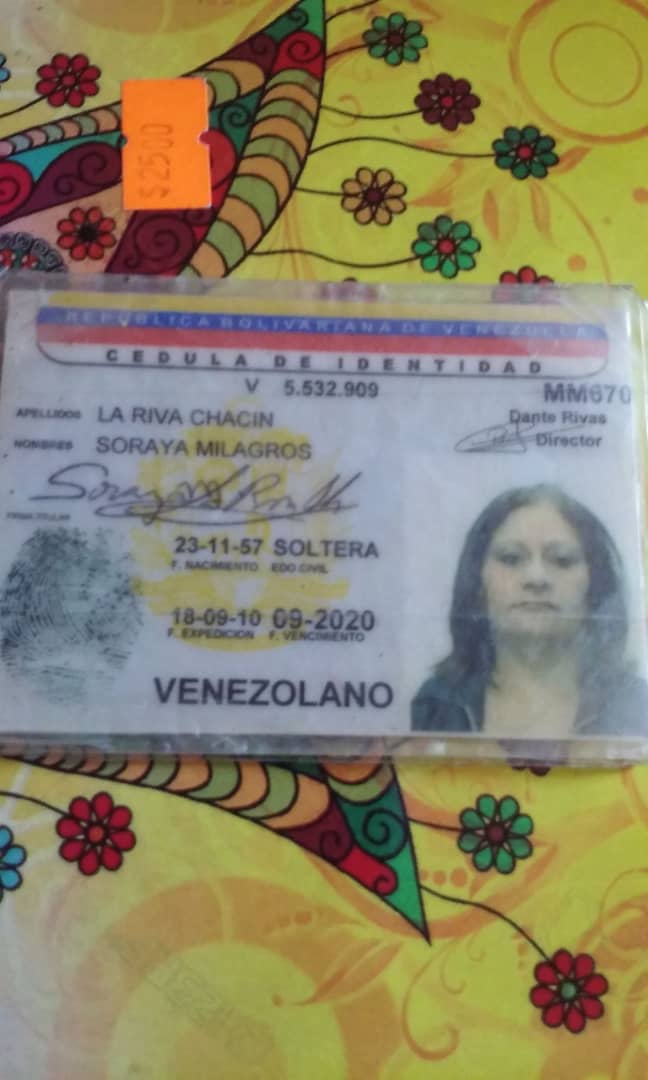 $2500
REPUBLICA BOLIVARIANA DE VENEZUELA
CEDULA DE IDENTIDAD
V 5.532.909
MM670
APELLIDOS LA RIVA CHACIN
Dante Rivas
Director
NOMBRES SORAYA MILAGROS
FIRMA TITULAR
23-11-57 SOLTERA
F. NACIMIENTO EDO CIVIL
18-09-10 09-2020
F. EXPEDICION F. VENCIMIENTO
VENEZOLANO